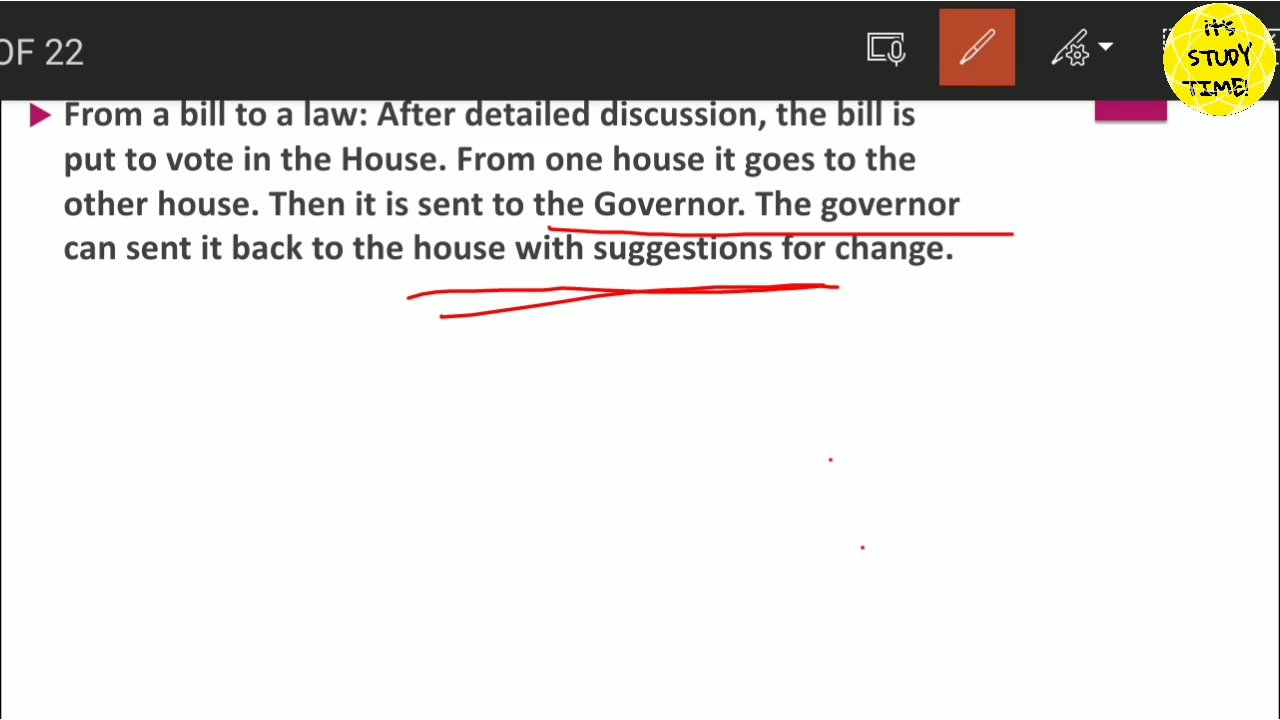 OF 22
it's
STUDY
TIME!
From a bill to a law: After detailed discussion, the bill is
put to vote in the House. From one house it goes to the
other house. Then it is sent to the Governor. The governor
can sent it back to the house with suggestions for change.